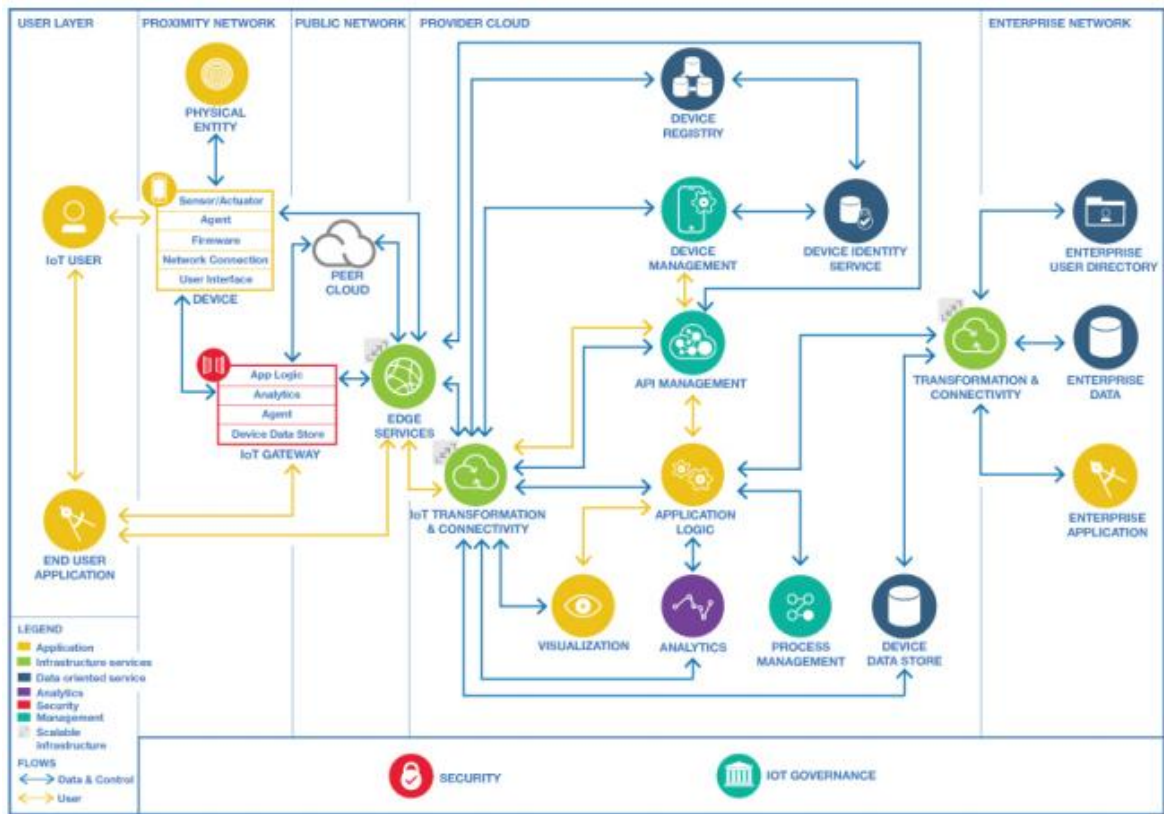 USER LAYER
PROXIMITY NETWORK
PUBLIC NETWORK
PROVIDER CLOUD
ENTERPRISE NETWORK
PHYSICAL
ENTITY
IoT USER
Sensor/Actuator
Agent
Firmware
Network Connection
User Interface
DEVICE
PEER
CLOUD
App Logic
Analytics
Agent
Device Data Store
IoT GATEWAY
EDGE
SERVICES
END USER
APPLICATION
DEVICE
REGISTRY
DEVICE
MANAGEMENT
DEVICE IDENTITY
SERVICE
API MANAGEMENT
IoT TRANSFORMATION
& CONNECTIVITY
APPLICATION
LOGIC
VISUALIZATION
ANALYTICS
PROCESS
MANAGEMENT
DEVICE
DATA STORE
ENTERPRISE
USER DIRECTORY
TRANSFORMATION &
CONNECTIVITY
ENTERPRISE
DATA
ENTERPRISE
APPLICATION
LEGEND
Application
Infrastructure services
Data oriented service
Analytics
Security
Management
Scalable
Infrastructure
FLOWS
Data & Control
User
SECURITY
IOT GOVERNANCE